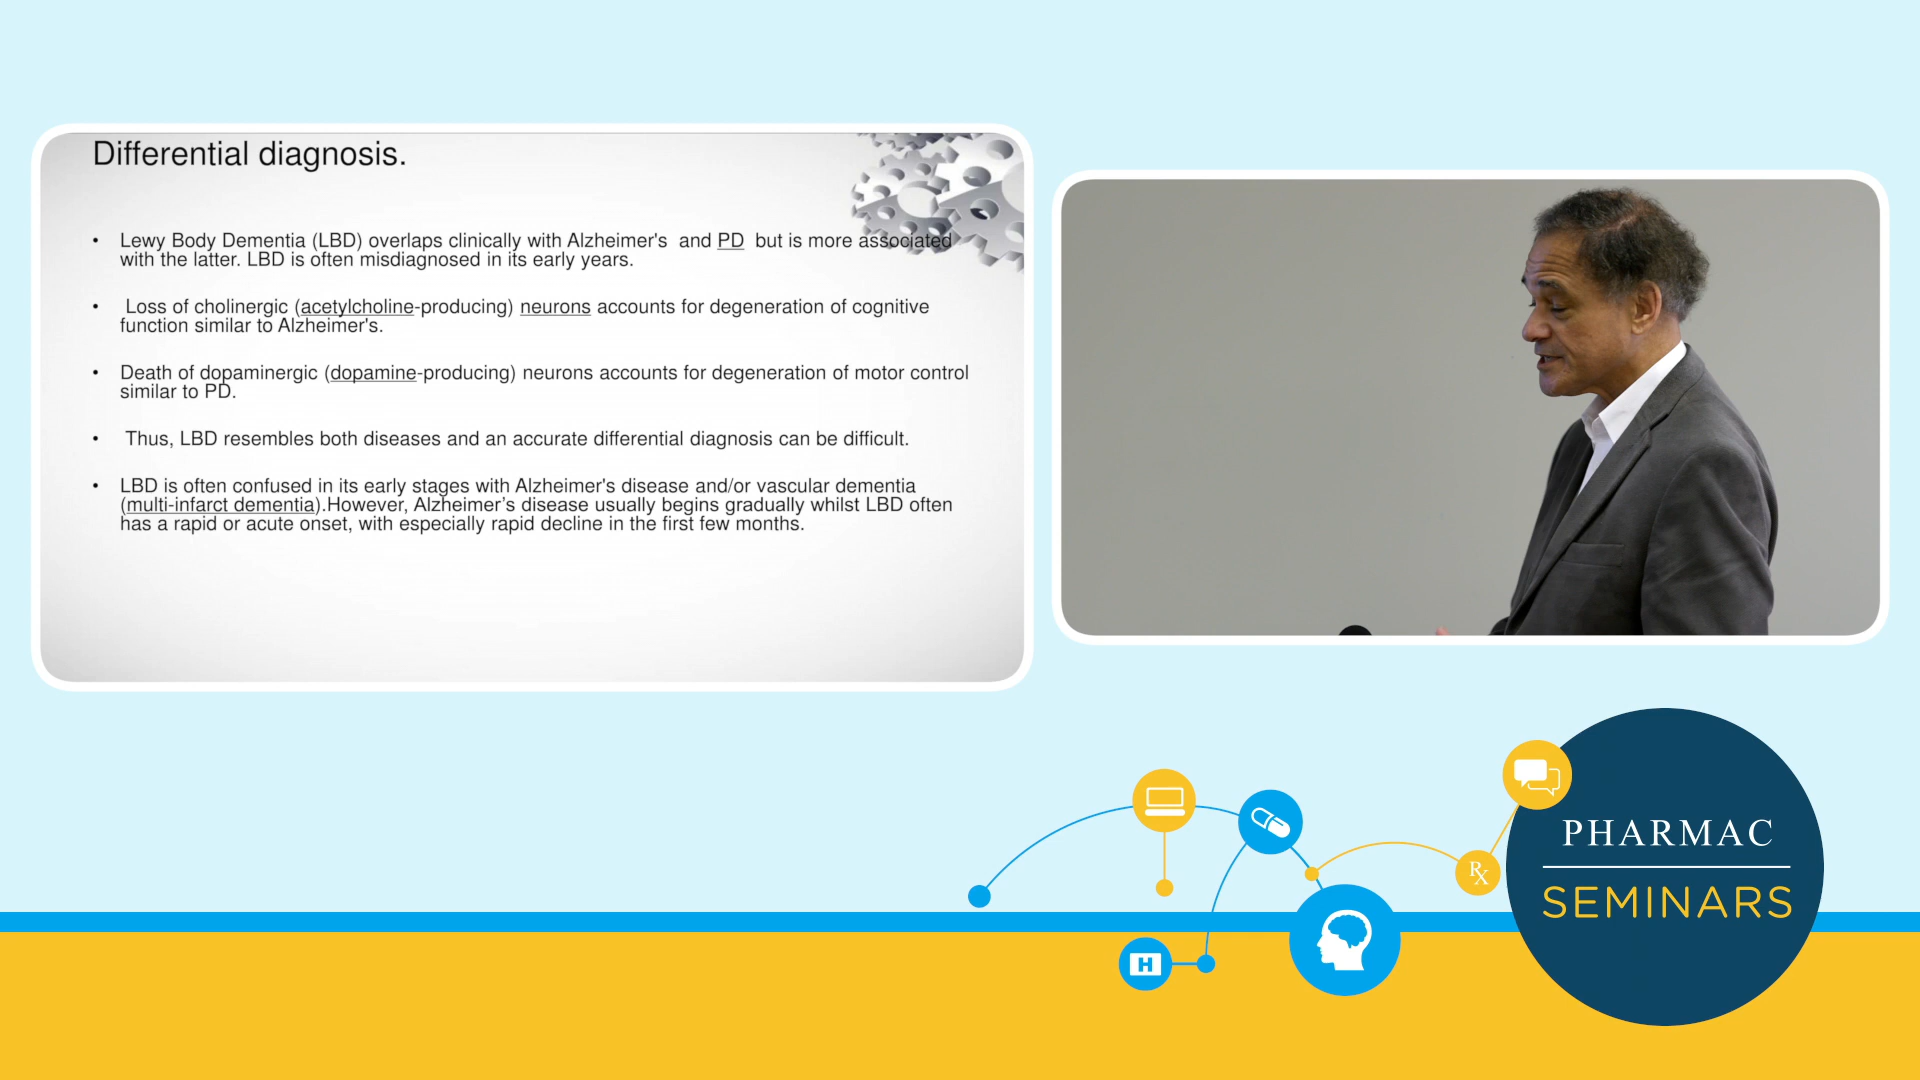 Differential diagnosis.
• Lewy Body Dementia (LBD) overlaps clinically with Alzheimer's  and PD  but is more associated
with the latter. LBD is often misdiagnosed in its early years.
•  Loss of cholinergic (acetylcholine-producing) neurons accounts for degeneration of cognitive
function similar to Alzheimer's.
• Death of dopaminergic (dopamine-producing) neurons accounts for degeneration of motor control
similar to PD.
•  Thus, LBD resembles both diseases and an accurate differential diagnosis can be difficult.
• LBD is often confused in its early stages with Alzheimer's disease and/or vascular dementia
(multi-infarct dementia).However, Alzheimer’s disease usually begins gradually whilst LBD often
has a rapid or acute onset, with especially rapid decline in the first few months.
PHARMAC
SEMINARS
Rx
H